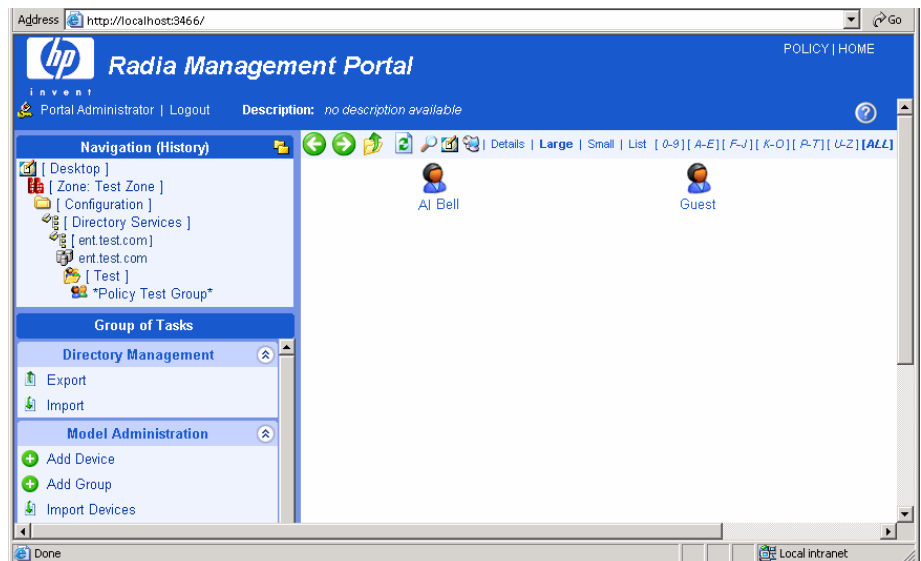 Address http://localhost:3466/ Go
hp
invent
Radia Management Portal
POLICY | HOME
Portal Administrator | Logout Description: no description available
Navigation (History)
[ Desktop ]
[ Zone: Test Zone ]
[ Configuration ]
[ Directory Services ]
[ ent.test.com]
ent.test.com
[ Test ]
*Policy Test Group*
Group of Tasks
Directory Management
Export
Import
Model Administration
Add Device
Add Group
Import Devices
| Details | Large | Small | List [ 0-9 ] [ A-E ] [ F-J ] [ K-O ] [ P-T ] [ U-Z ] [ALL]
Al Bell
Guest
Done
Local intranet